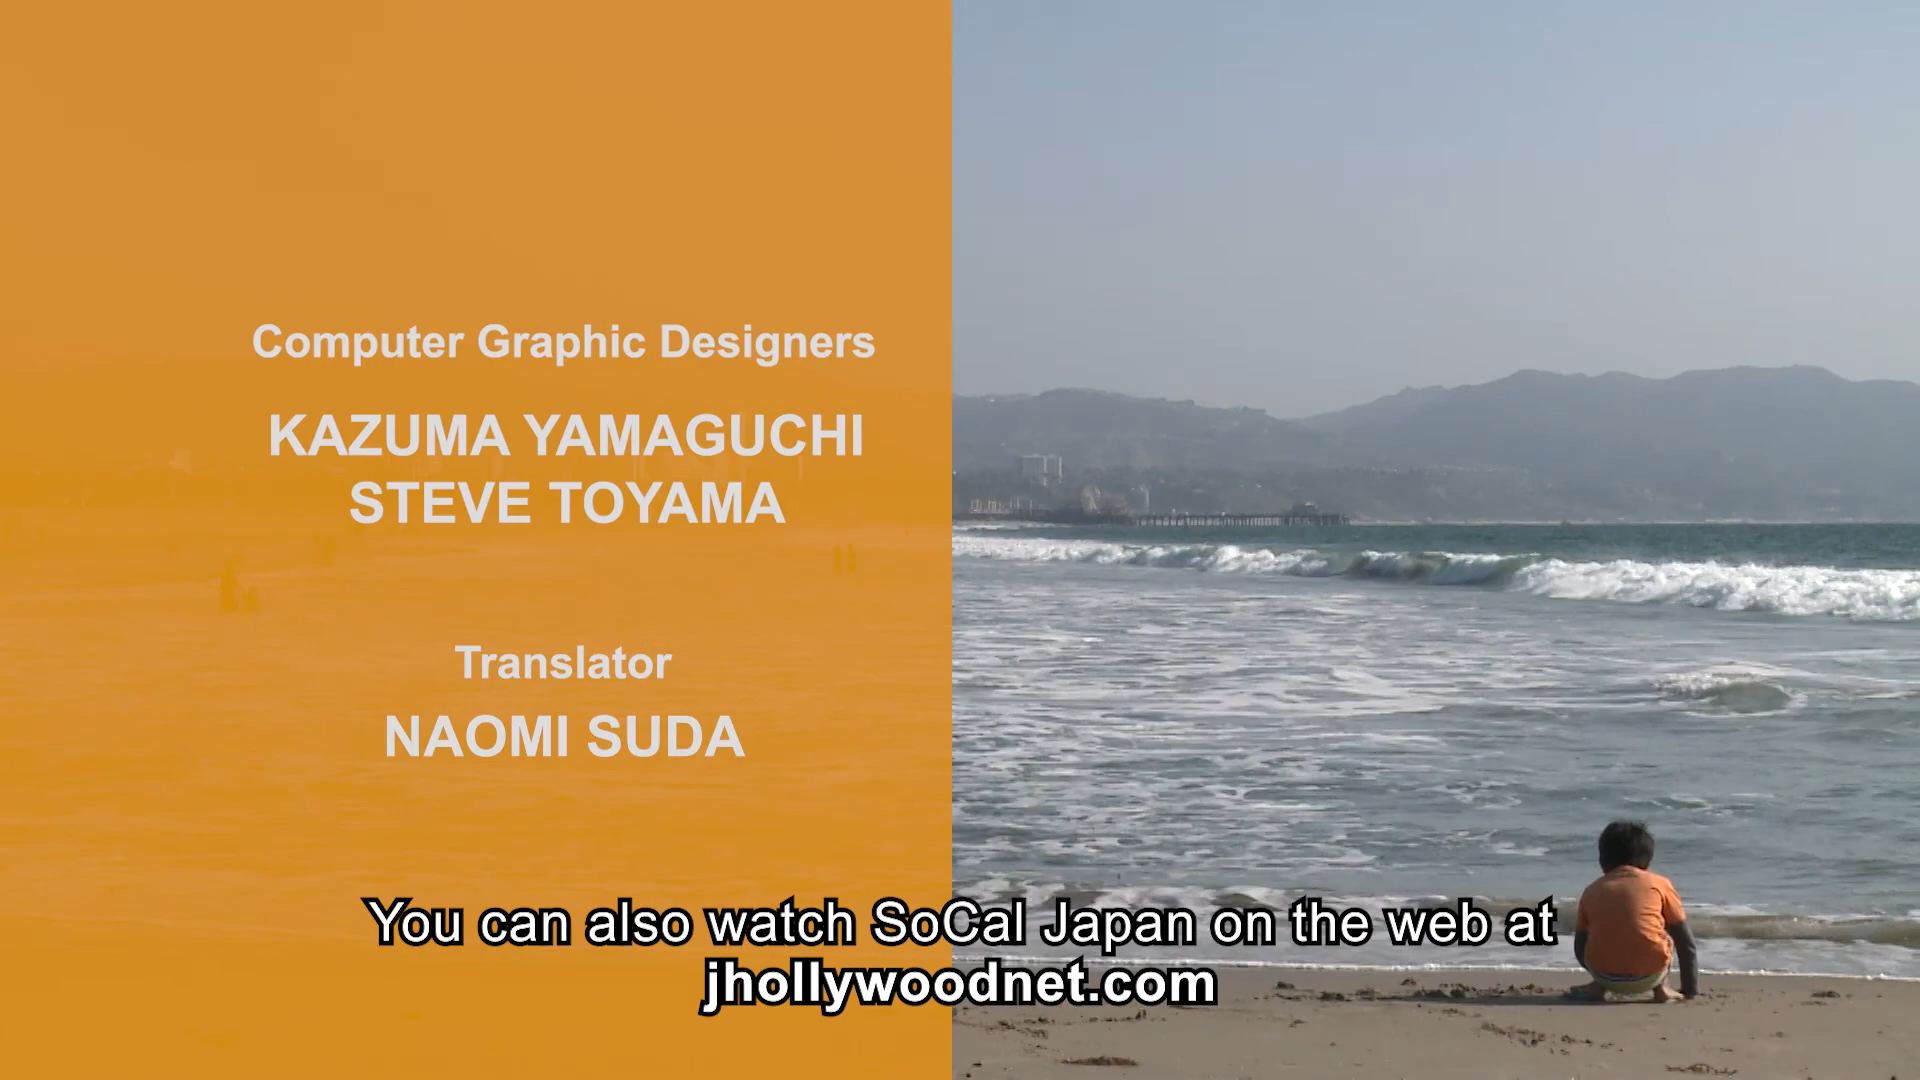 Computer Graphic Designers
KAZUMA YAMAGUCHI
STEVE TOYAMA
Translator
NAOMI SUDA
You can also watch SoCal Japan on the web at
jhollywoodnet.com